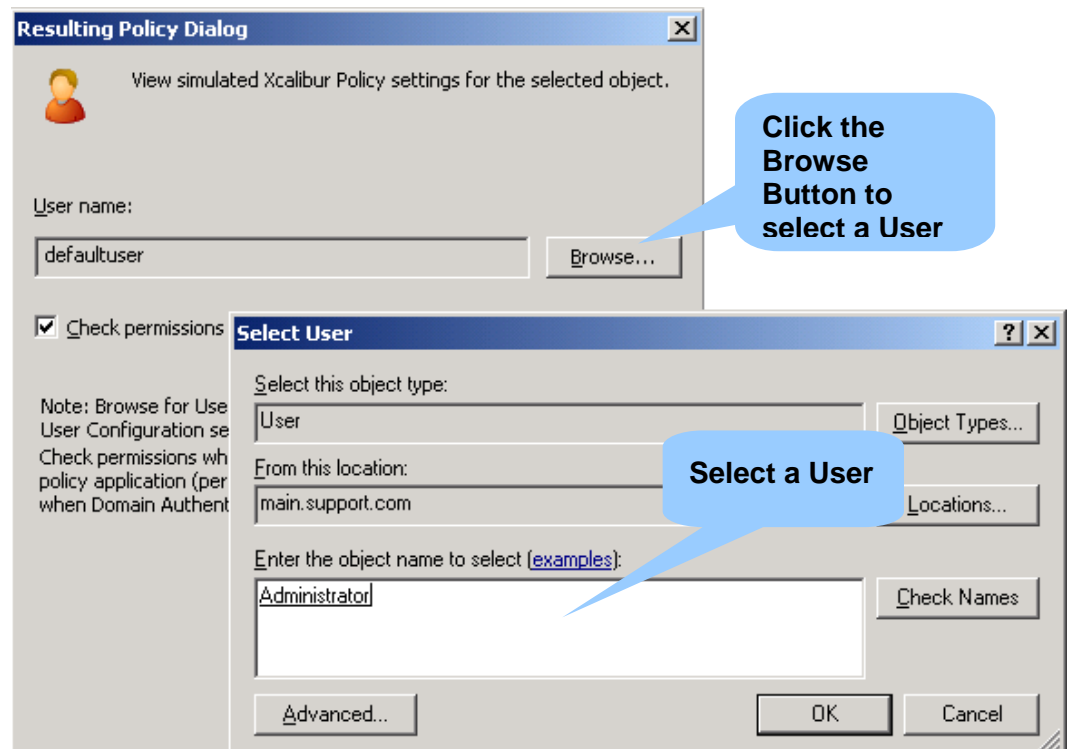 Resulting Policy Dialog
View simulated Xcalibur Policy settings for the selected object.
Click the
Browse
Button to
select a User
User name:
defaultuser
Browse...
Check permissions
Select User
Select this object type:
User
Object Types...
Note: Browse for Use
User Configuration se
Check permissions wh
policy application (per
when Domain Authent
From this location:
main.support.com
Locations...
Select a User
Enter the object name to select (examples):
Administrator
Check Names
Advanced...
OK
Cancel